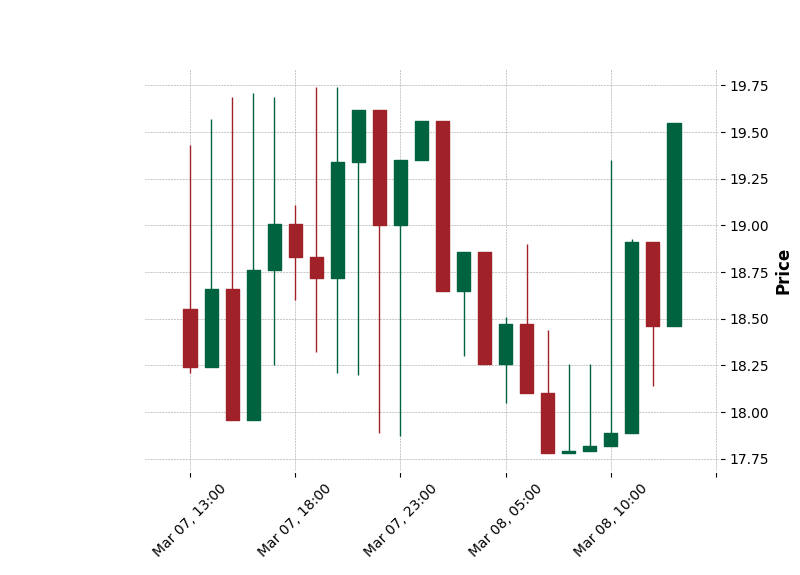 19.75
19.50
19.25
19.00
18.75
18.50
18.25
18.00
17.75
Price
Mar 07, 13:00
Mar 07, 18:00
Mar 07, 23:00
Mar 08, 05:00
Mar 08, 10:00